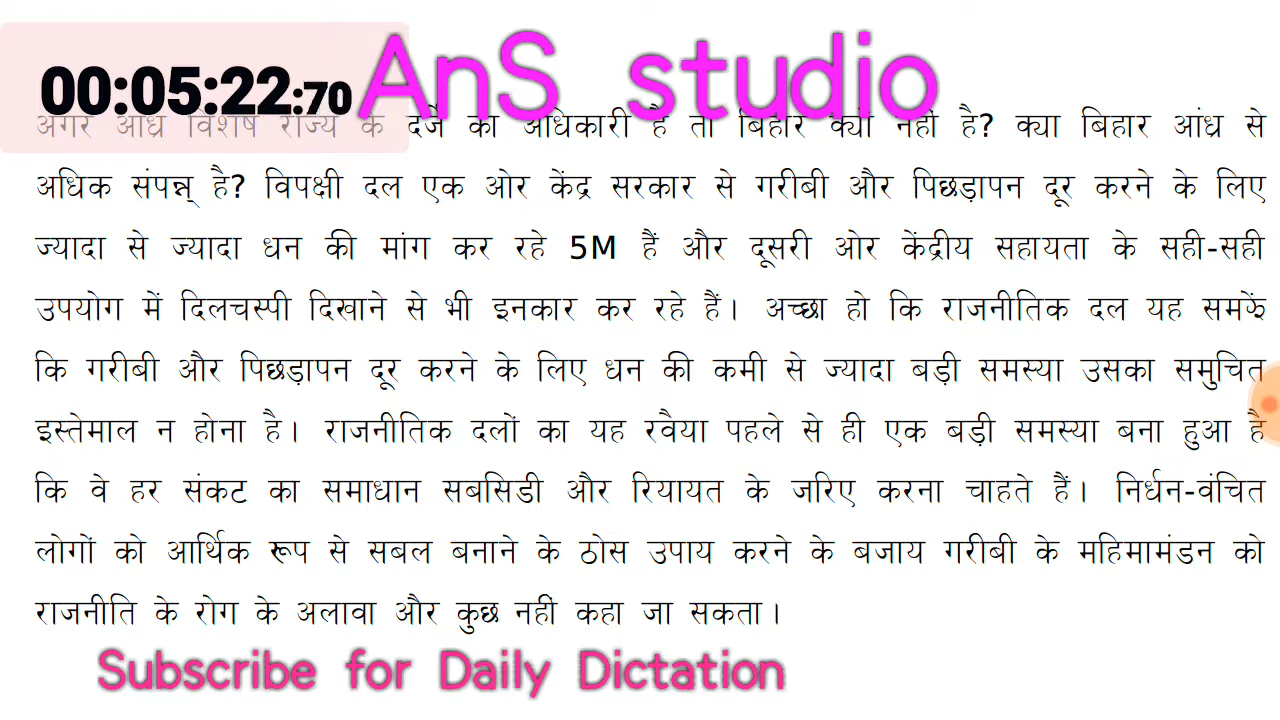 00:05:22:70 AnS studio
अगर आंध्र विशेष राज्य के दर्जे का अधिकारी है तो बिहार क्यों नहीं है? क्या बिहार आंध्र से
अधिक संपन्न् है? विपक्षी दल एक ओर केंद्र सरकार से गरीबी और पिछड़ापन दूर करने के लिए
ज्यादा से ज्यादा धन की मांग कर रहे 5M हैं और दूसरी ओर केंद्रीय सहायता के सही-सही
उपयोग में दिलचस्पी दिखाने से भी इनकार कर रहे हैं। अच्छा हो कि राजनीतिक दल यह समझें
कि गरीबी और पिछड़ापन दूर करने के लिए धन की कमी से ज्यादा बड़ी समस्या उसका समुचित
इस्तेमाल न होना है। राजनीतिक दलों का यह रवैया पहले से ही एक बड़ी समस्या बना हुआ है
कि वे हर संकट का समाधान सबसिडी और रियायत के जरिए करना चाहते हैं। निर्धन-वंचित
लोगों को आर्थिक रूप से सबल बनाने के ठोस उपाय करने के बजाय गरीबी के महिमामंडन को
राजनीति के रोग के अलावा और कुछ नहीं कहा जा सकता।
Subscribe for Daily Dictation